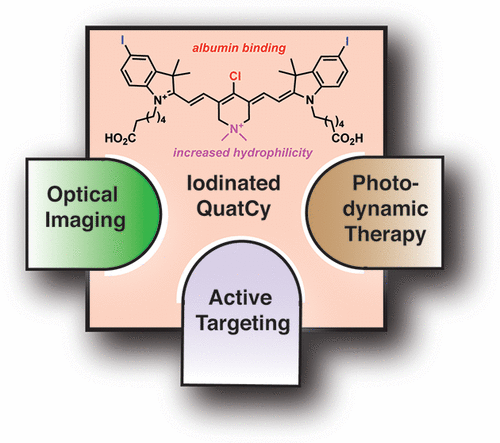 I
I
albumin binding
Cl
N+
N
4
4
HO2C
N+
CO2H
increased hydrophilicity
Optical
Imaging
Iodinated
QuatCy
Photo-
dynamic
Therapy
Active
Targeting